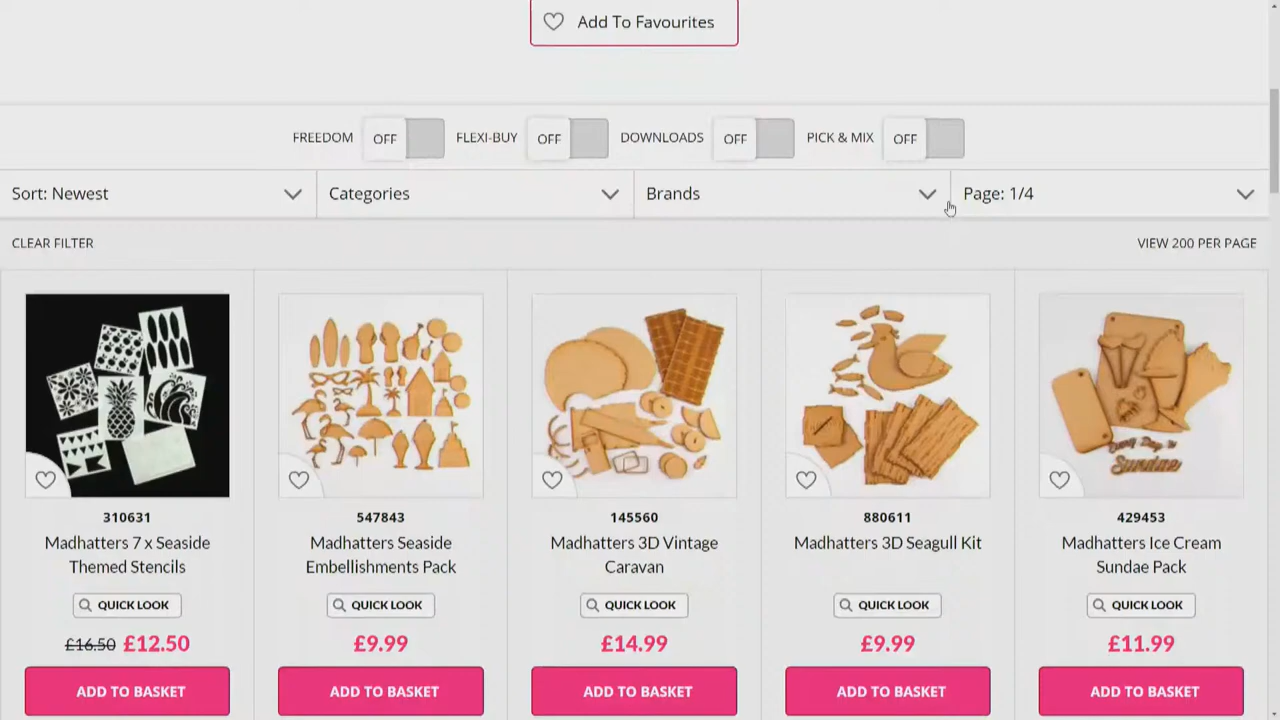 Add To Favourites
FREEDOM OFF FLEXI-BUY OFF DOWNLOADS OFF PICK & MIX OFF
Sort: Newest Categories Brands Page: 1/4
CLEAR FILTER VIEW 200 PER PAGE
Every Day Is
Sundae
310631
Madhatters 7 x Seaside
Themed Stencils
QUICK LOOK
£16.50 £12.50
ADD TO BASKET
547843
Madhatters Seaside
Embellishments Pack
QUICK LOOK
£9.99
ADD TO BASKET
145560
Madhatters 3D Vintage
Caravan
QUICK LOOK
£14.99
ADD TO BASKET
880611
Madhatters 3D Seagull Kit
QUICK LOOK
£9.99
ADD TO BASKET
429453
Madhatters Ice Cream
Sundae Pack
QUICK LOOK
£11.99
ADD TO BASKET